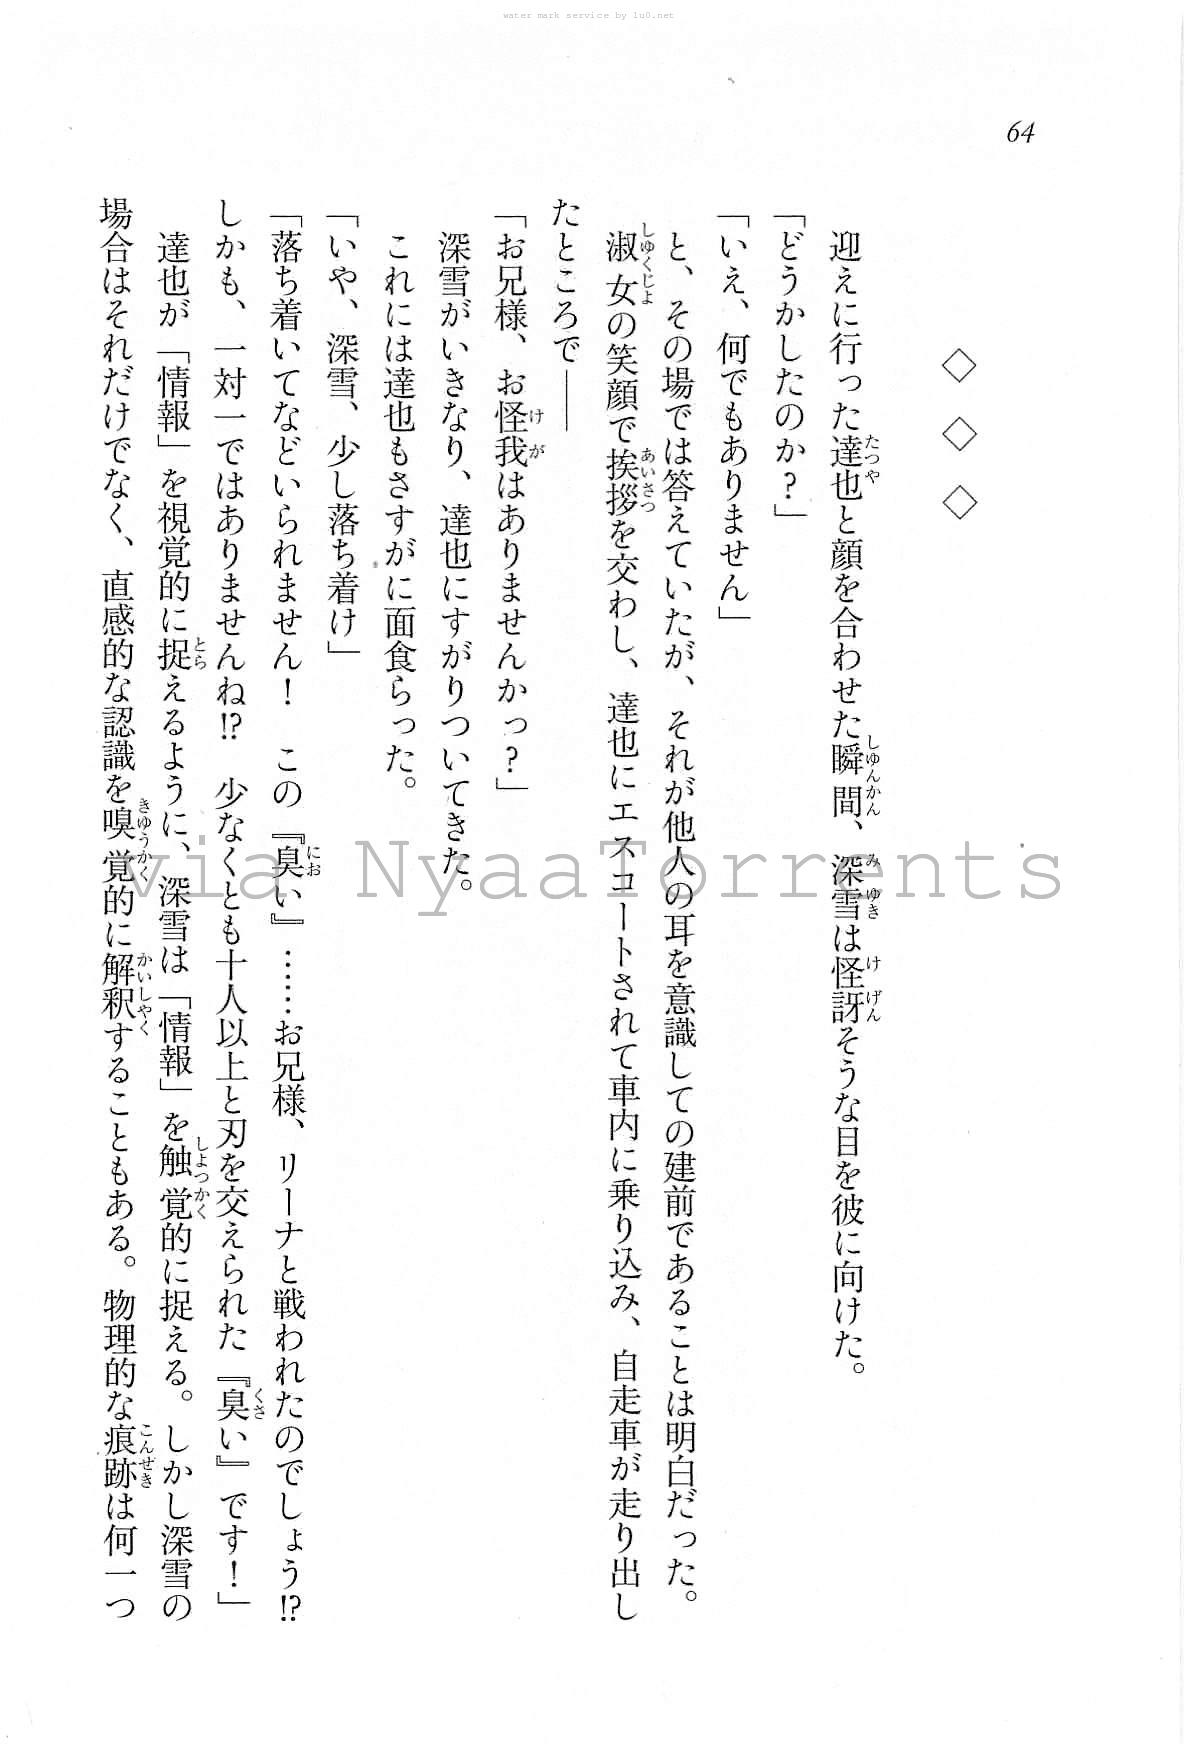 water mark service by lu0.net
64
◇ ◇ ◇
迎えに行った達也と顔を合わせた瞬間、深雪は怪訝そうな目を彼に向けた。
「どうかしたのか？」
「いえ、何でもありません」
と、その場では答えていたが、それが他人の耳を意識しての建前であることは明白だった。
淑女の笑顔で挨拶を交わし、達也にエスコートされて車内に乗り込み、自走車が走り出し
たところで――
「お兄様、お怪我はありませんかっ？」
深雪がいきなり、達也にすがりついてきた。
これには達也もさすがに面食らった。
「いや、深雪、少し落ち着け」
「落ち着いてなどいられません！　この『臭い』……お兄様、リーナと戦われたのでしょう!?
しかも、一対一ではありませんね!?　少なくとも十人以上と刃を交えられた『臭い』です！」
達也が「情報」を視覚的に捉えるように、深雪は「情報」を触覚的に捉える。しかし深雪の
場合はそれだけでなく、直感的な認識を嗅覚的に解釈することもある。物理的な痕跡は何一つ
via NyaaTorrents